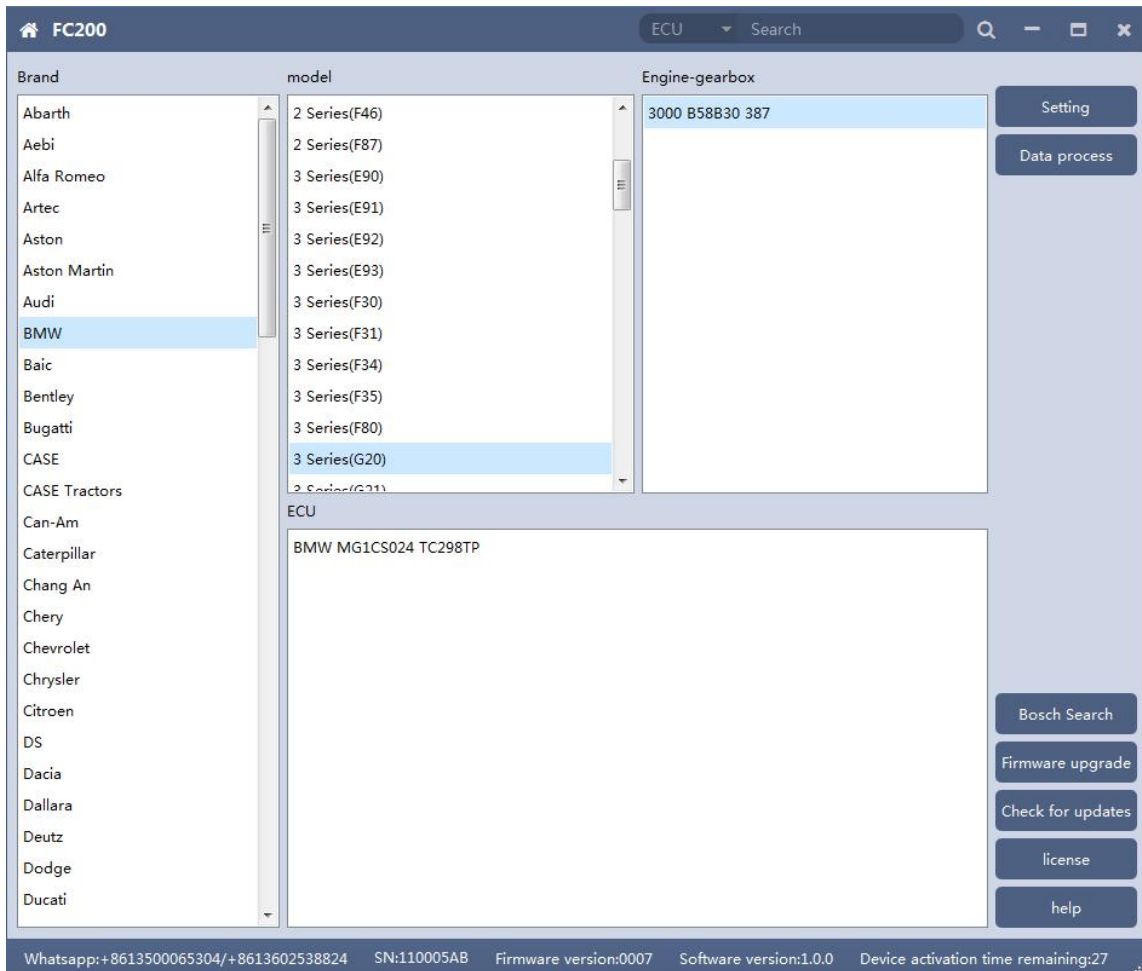 FC200 ECU Search
Brand
Abarth
Aebi
Alfa Romeo
Artec
Aston
Aston Martin
Audi
BMW
Baic
Bentley
Bugatti
CASE
CASE Tractors
Can-Am
Caterpillar
Chang An
Chery
Chevrolet
Chrysler
Citroen
DS
Dacia
Dallara
Deutz
Dodge
Ducati
model
2 Series(F46)
2 Series(F87)
3 Series(E90)
3 Series(E91)
3 Series(E92)
3 Series(E93)
3 Series(F30)
3 Series(F31)
3 Series(F34)
3 Series(F35)
3 Series(F80)
3 Series(G20)
3 Series(G21)
Engine-gearbox
3000 B58B30 387
ECU
BMW MG1CS024 TC298TP
Setting
Data process
Bosch Search
Firmware upgrade
Check for updates
license
help
Whatsapp:+8613500065304/+8613602538824 SN:110005AB Firmware version:0007 Software version:1.0.0 Device activation time remaining:27